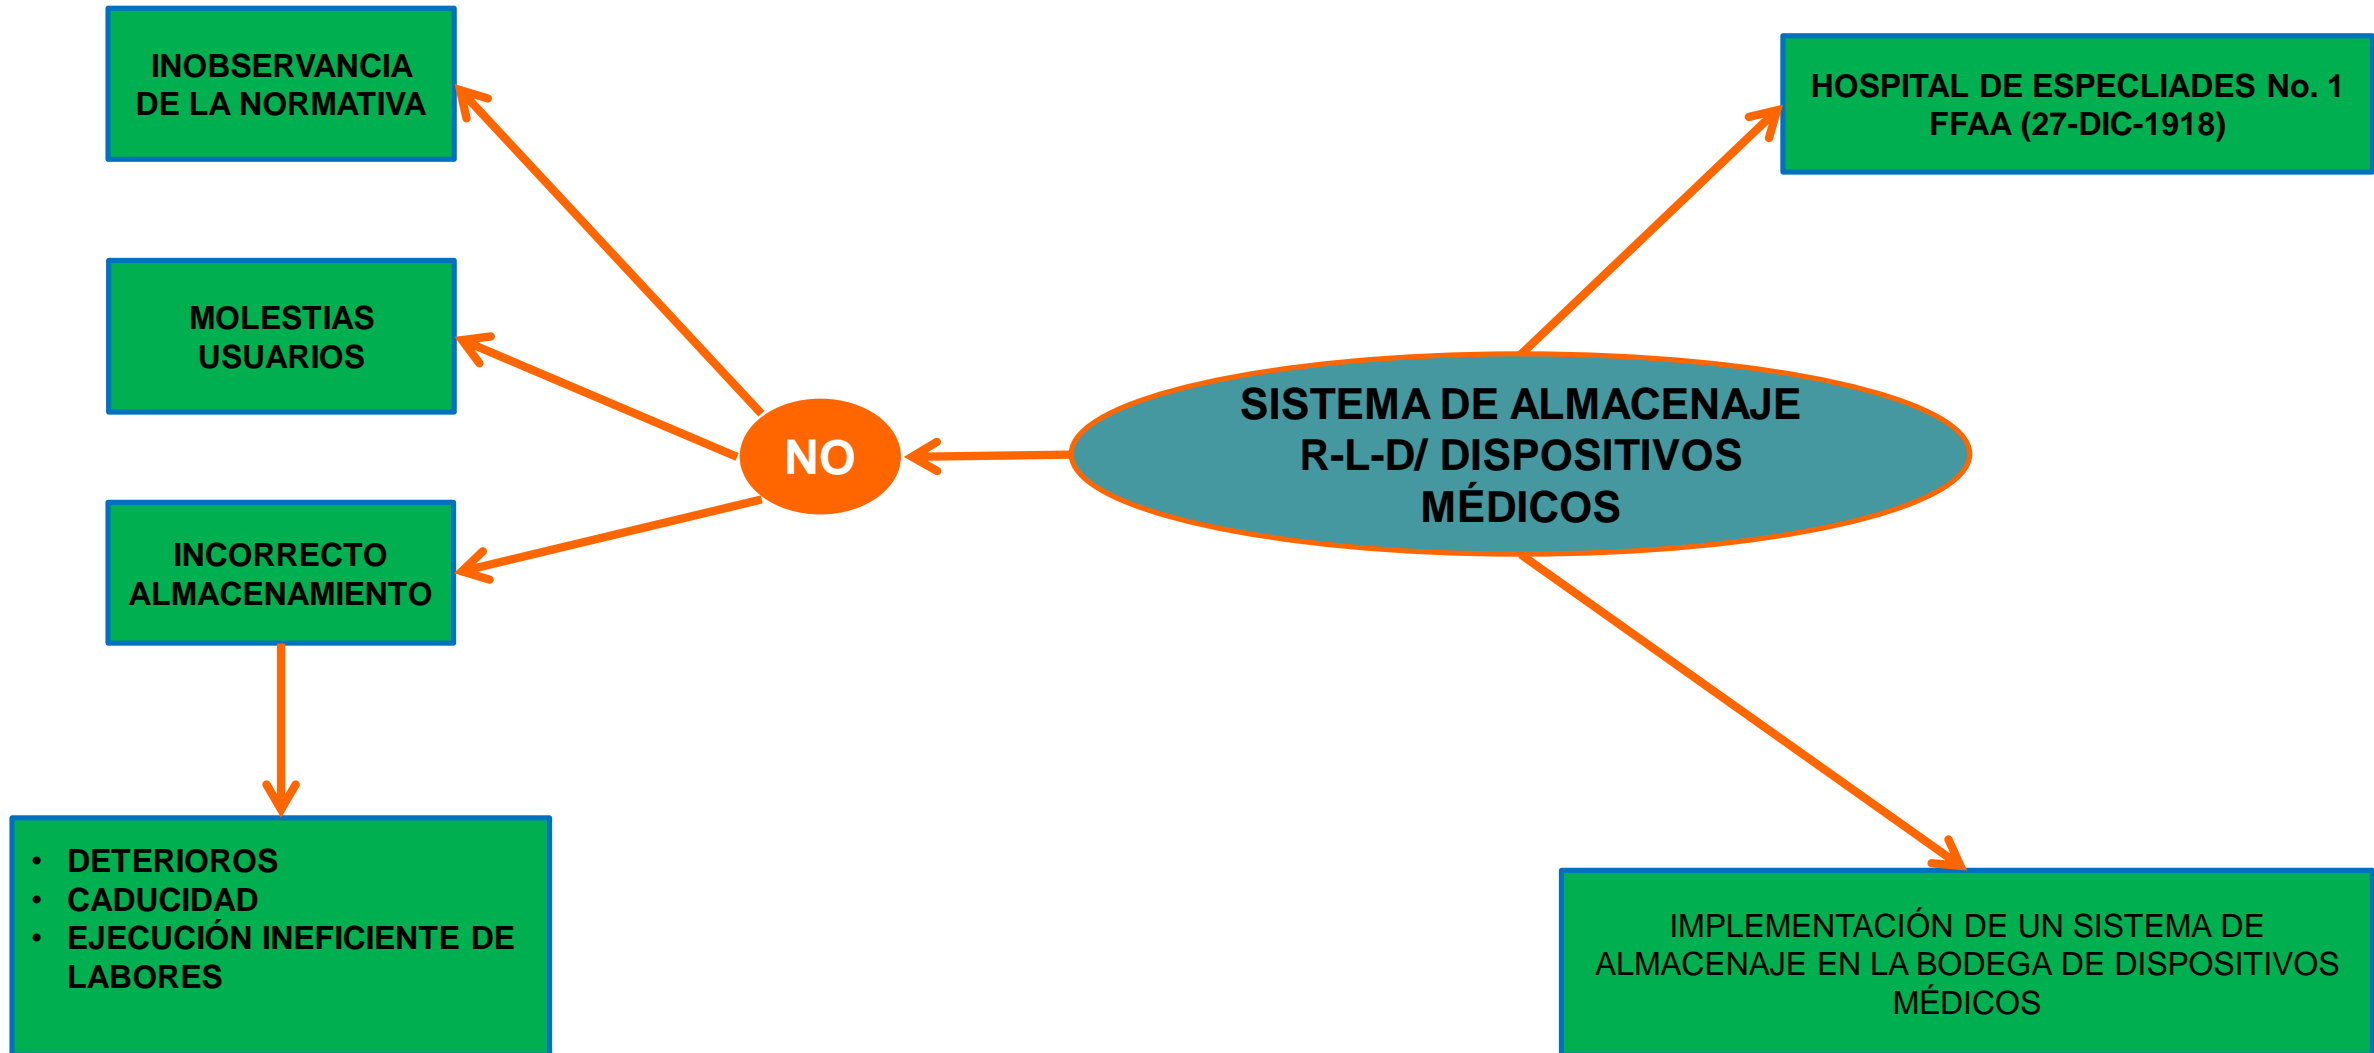 INOBSERVANCIA
DE LA NORMATIVA
HOSPITAL DE ESPECLIADES No. 1
FFAA (27-DIC-1918)
MOLESTIAS
USUARIOS
SISTEMA DE ALMACENAJE
R-L-D/ DISPOSITIVOS
MÉDICOS
NO
INCORRECTO
ALMACENAMIENTO
• DETERIOROS
• CADUCIDAD
• EJECUCIÓN INEFICIENTE DE
LABORES
IMPLEMENTACIÓN DE UN SISTEMA DE
ALMACENAJE EN LA BODEGA DE DISPOSITIVOS
MÉDICOS